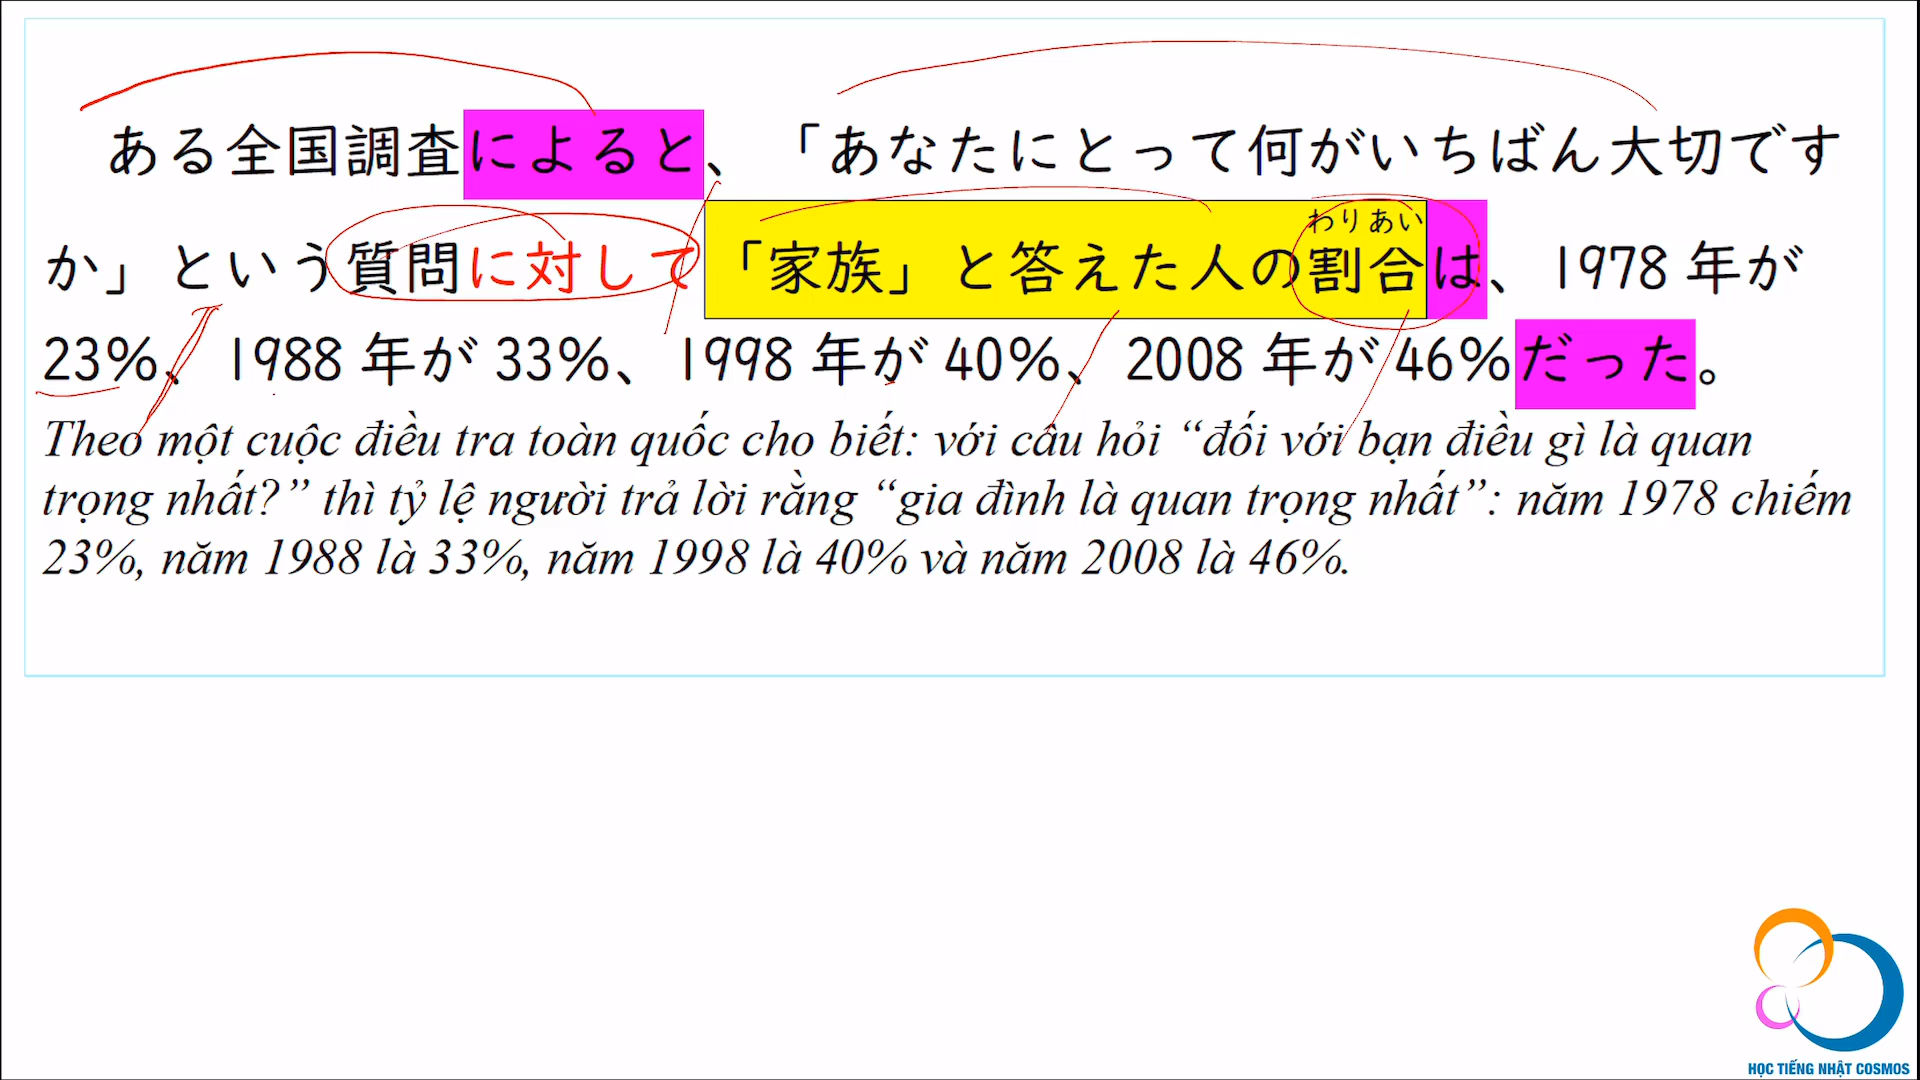 ある全国調査によると、「あなたにとって何がいちばん大切です
わりあい
か」という質問に対して「家族」と答えた人の割合は、1978年が
23%、1988年が33%、1998年が40%、2008年が46%だった。
Theo một cuộc điều tra toàn quốc cho biết: với câu hỏi “đối với bạn điều gì là quan
trọng nhất?” thì tỷ lệ người trả lời rằng “gia đình là quan trọng nhất”: năm 1978 chiếm
23%, năm 1988 là 33%, năm 1998 là 40% và năm 2008 là 46%.
HỌC TIẾNG NHẬT COSMOS